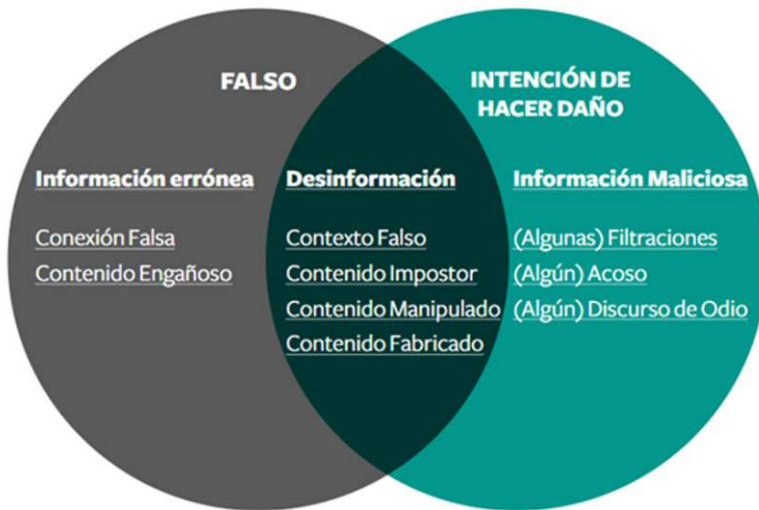 FALSO
INTENCIÓN DE
HACER DAÑO
Información errónea
Conexión Falsa
Contenido Engañoso
Desinformación
Contexto Falso
Contenido Impostor
Contenido Manipulado
Contenido Fabricado
Información Maliciosa
(Algunas) Filtraciones
(Algún) Acoso
(Algún) Discurso de Odio